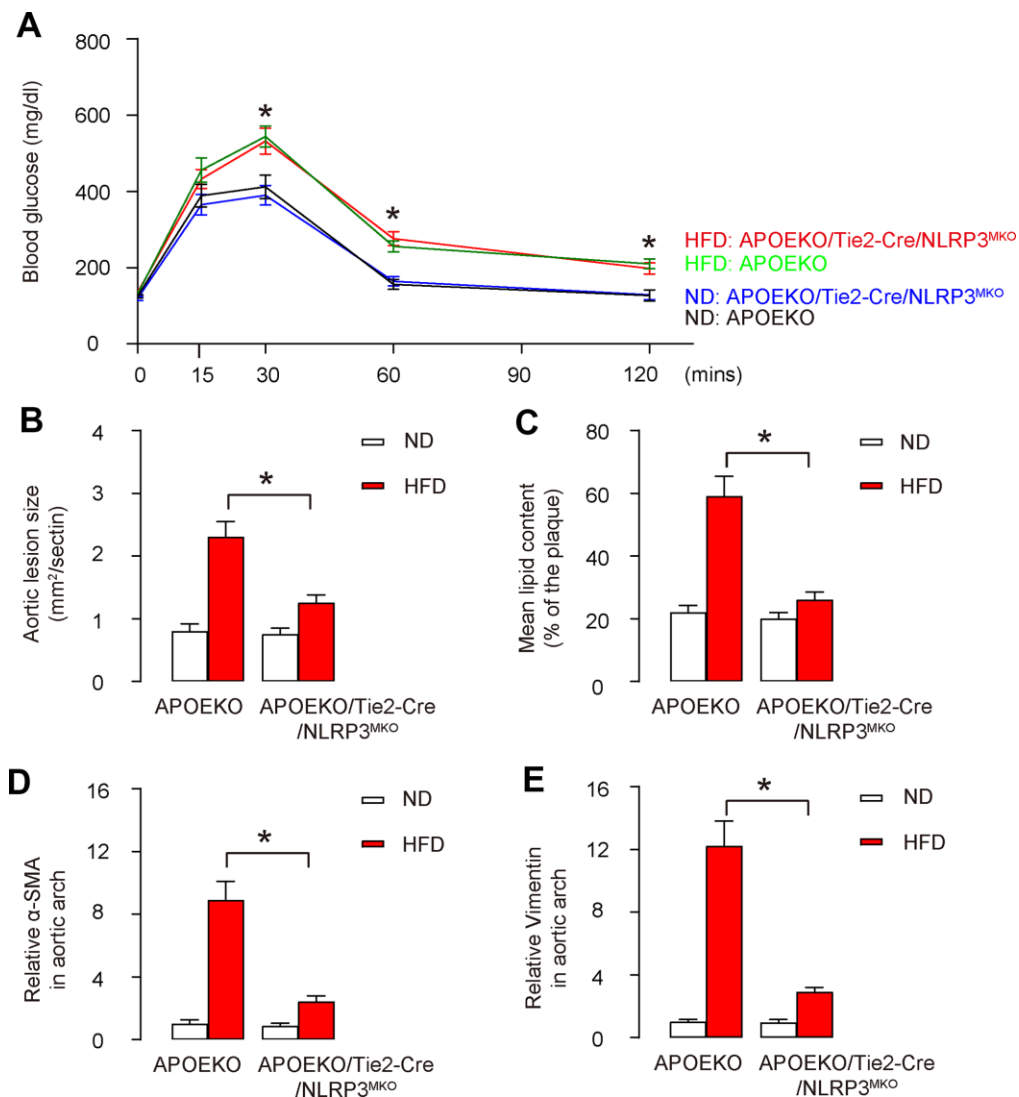 A
800
600
400
200
0
Blood glucose (mg/dl)
*
*
*
0 15 30 60 90 120 (mins)
HFD: APOEKO/Tie2-Cre/NLRP3ᴹᴷᴼ
HFD: APOEKO
ND: APOEKO/Tie2-Cre/NLRP3ᴹᴷᴼ
ND: APOEKO
B
4
3
2
1
0
Aortic lesion size
(mm²/sectin)
ND
HFD
*
APOEKO APOEKO/Tie2-Cre
/NLRP3ᴹᴷᴼ
C
80
60
40
20
0
Mean lipid content
(% of the plaque)
ND
HFD
*
APOEKO APOEKO/Tie2-Cre
/NLRP3ᴹᴷᴼ
D
16
12
8
4
0
Relative α-SMA
in aortic arch
ND
HFD
*
APOEKO APOEKO/Tie2-Cre
/NLRP3ᴹᴷᴼ
E
16
12
8
4
0
Relative Vimentin
in aortic arch
ND
HFD
*
APOEKO APOEKO/Tie2-Cre
/NLRP3ᴹᴷᴼ